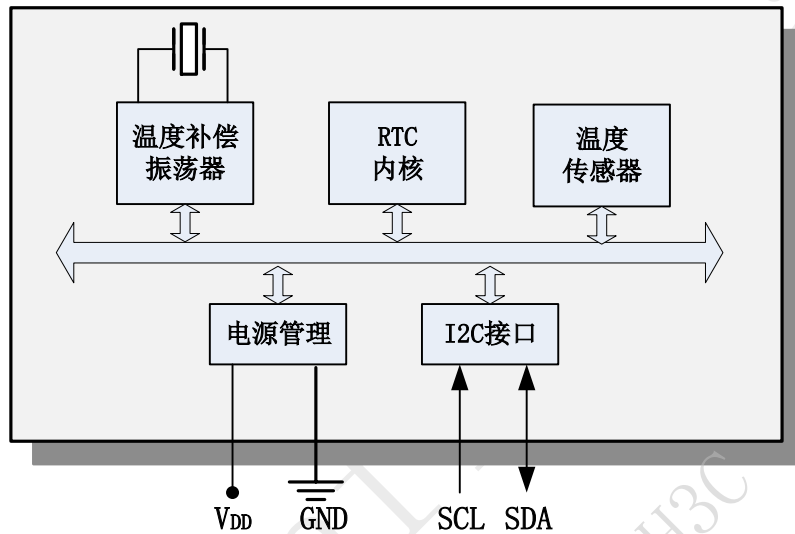 温度补偿
振荡器
RTC
内核
温度
传感器
电源管理
I2C接口
VDD
GND
SCL
SDA
H3C